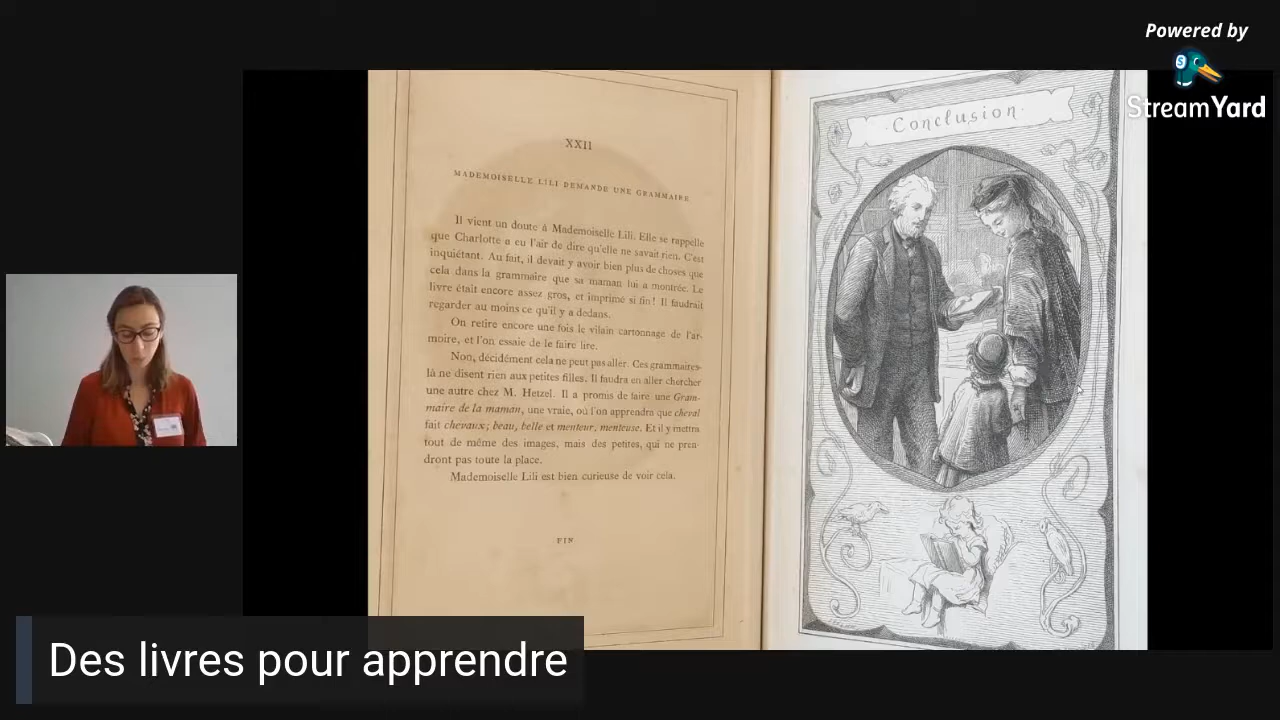 Powered by
StreamYard
XXII
MADEMOISELLE LILI DEMANDE UNE GRAMMAIRE
Il vient un doute à Mademoiselle Lili. Elle se rappelle
que Charlotte a eu l'air de dire qu'elle ne savait rien. C'est
inquiétant. Au fait, il devait y avoir bien plus de choses que
cela dans la grammaire que sa maman lui a montrée. Le
livre était encore assez gros, et imprimé si fin! Il faudrait
regarder au moins ce qu'il y a dedans.
On retire encore une fois le vilain cartonnage de l'ar-
moire, et l'on essaie de le faire lire.
Non, décidément cela ne peut pas aller. Ces grammaires-
là ne disent rien aux petites filles. Il faudra en aller chercher
une autre chez M. Hetzel. Il a promis de faire une Gram-
maire de la maman, une vraie, où l'on apprendra que cheval
fait chevaux; beau, belle et menteur, menteuse. Et il y mettra
tout de même des images, mais des petites, qui ne pren-
dront pas toute la place.
Mademoiselle Lili est bien curieuse de voir cela.
FIN
Conclusion
Des livres pour apprendre